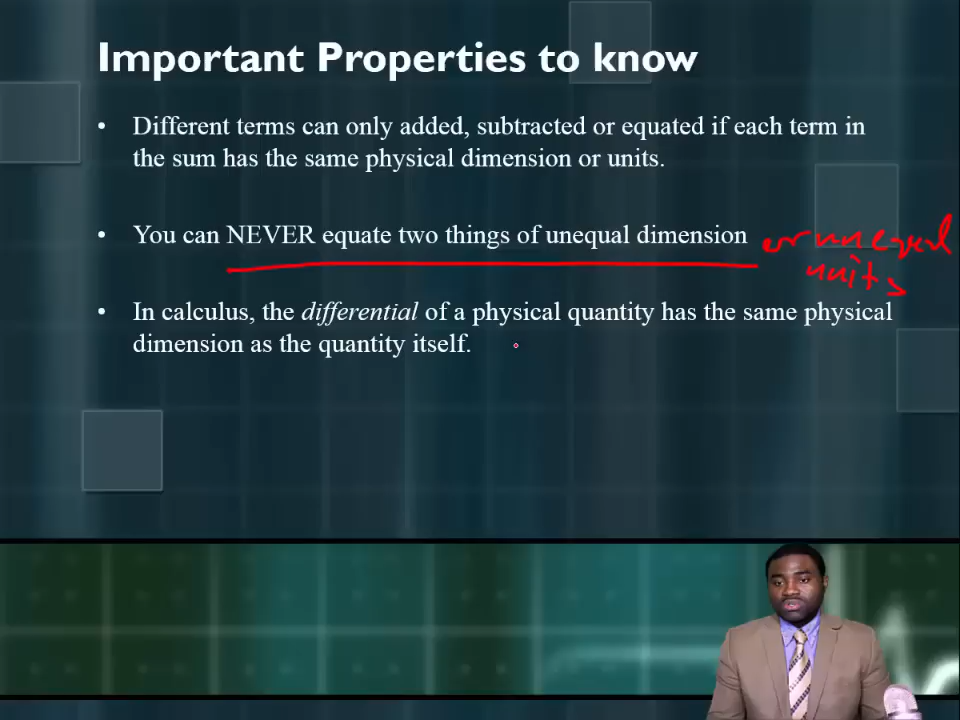 Important Properties to know
• Different terms can only added, subtracted or equated if each term in
the sum has the same physical dimension or units.
• You can NEVER equate two things of unequal dimension or unequal
units
• In calculus, the differential of a physical quantity has the same physical
dimension as the quantity itself.